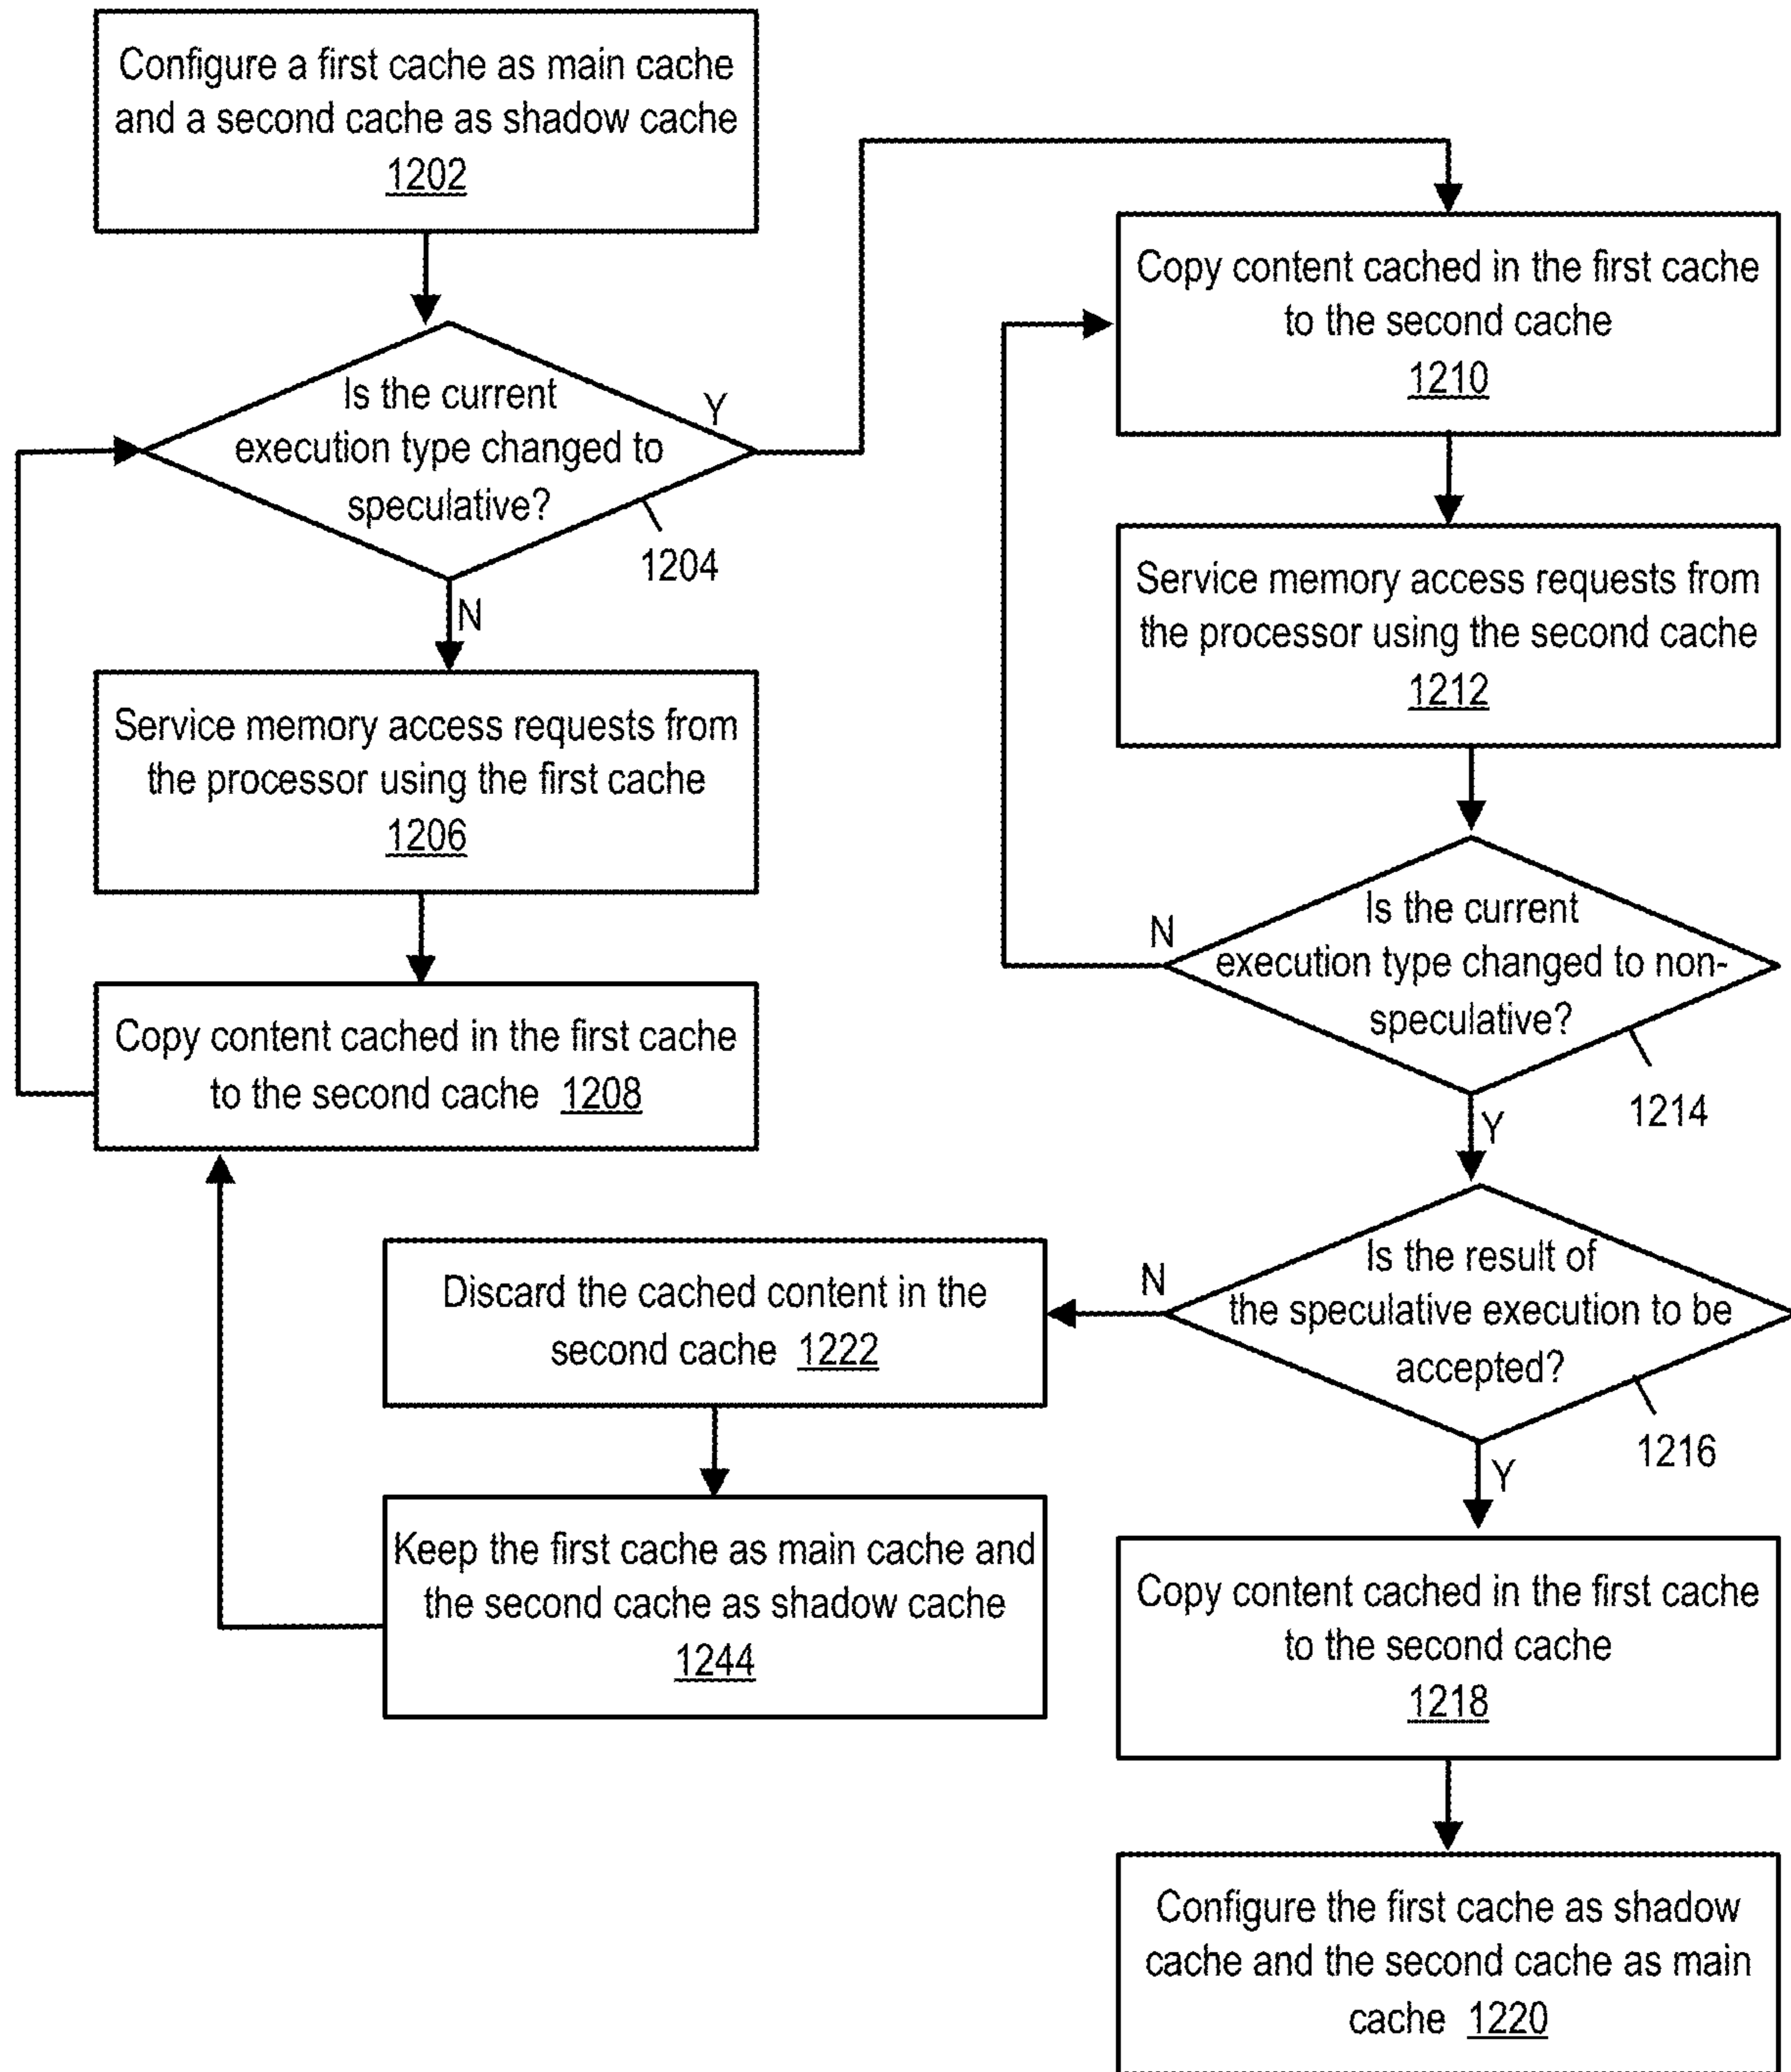 Configure a first cache as main cache
and a second cache as shadow cache
1202
Is the current
execution type changed to
speculative?
Y
1204
N
Service memory access requests from
the processor using the first cache
1206
Copy content cached in the first cache
to the second cache 1208
Copy content cached in the first cache
to the second cache
1210
Service memory access requests from
the processor using the second cache
1212
Is the current
execution type changed to non-
speculative?
N
1214
Y
Is the result of
the speculative execution to be
accepted?
N
1216
Y
Discard the cached content in the
second cache 1222
Keep the first cache as main cache and
the second cache as shadow cache
1244
Copy content cached in the first cache
to the second cache
1218
Configure the first cache as shadow
cache and the second cache as main
cache 1220